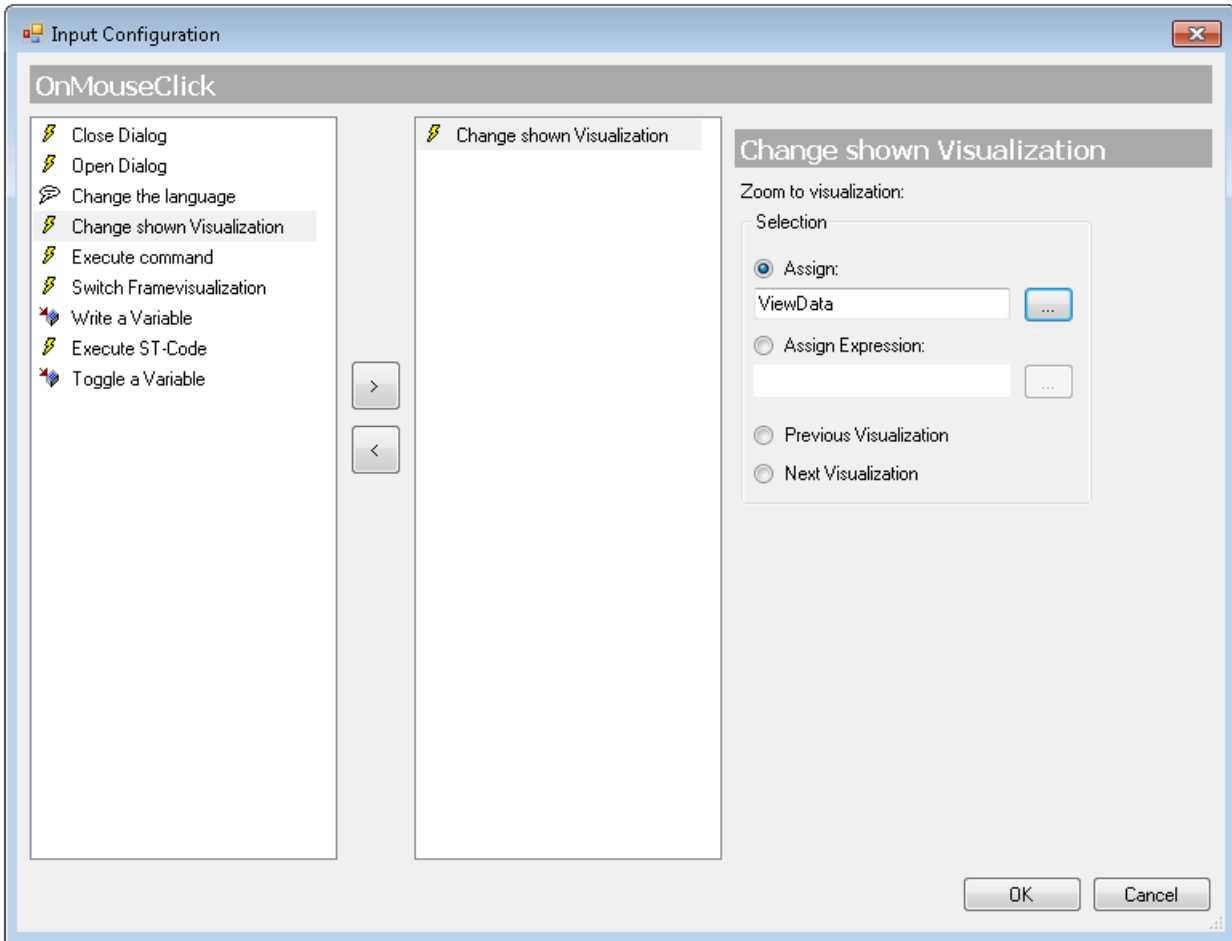 Input Configuration
OnMouseClick
Close Dialog
Open Dialog
Change the language
Change shown Visualization
Execute command
Switch Framevisualization
Write a Variable
Execute ST-Code
Toggle a Variable
>
<
Change shown Visualization
Change shown Visualization
Zoom to visualization:
Selection
Assign:
ViewData
...
Assign Expression:
...
Previous Visualization
Next Visualization
OK
Cancel